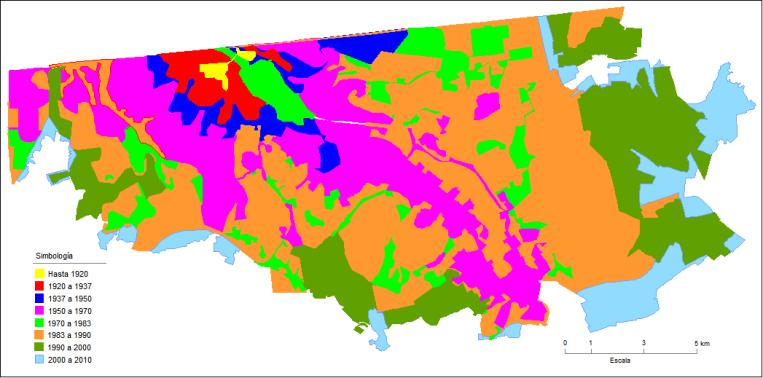 Simbología
Hasta 1920
1920 a 1937
1937 a 1950
1950 a 1970
1970 a 1983
1983 a 1990
1990 a 2000
2000 a 2010
0 1 3 5 km
Escala